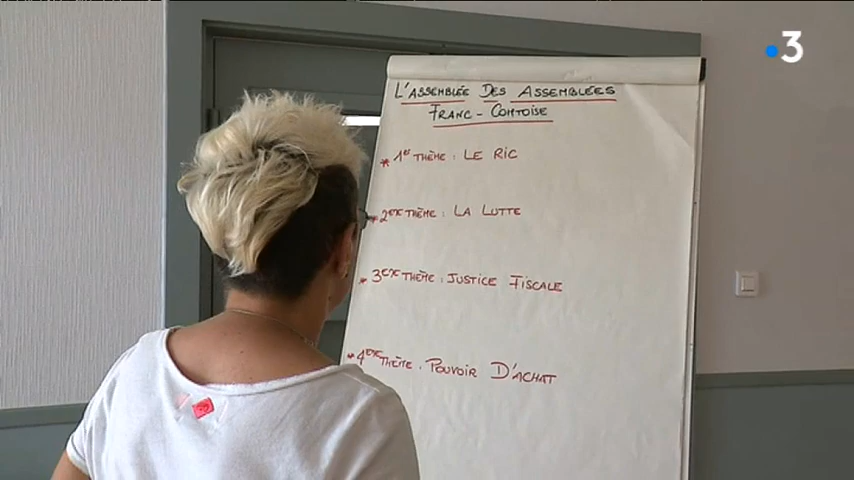 3
L'ASSEMBLÉE DES ASSEMBLÉES
FRANC-COMTOISE
* 1er THÈME : LE RIC
* 2ème THÈME : LA LUTTE
* 3ème THÈME : JUSTICE FISCALE
* 4ème THÈME : POUVOIR D'ACHAT